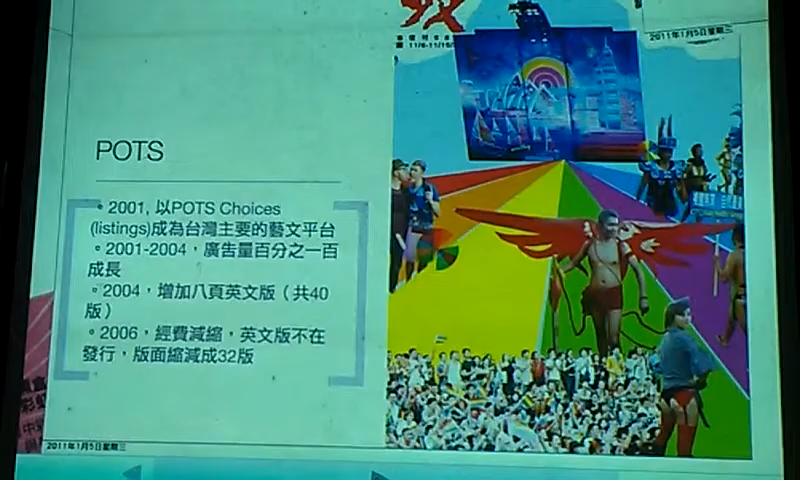 2011年1月5日星期三
POTS
• 2001, 以POTS Choices
(listings)成為台灣主要的藝文平台
• 2001-2004，廣告量百分之一百
成長
• 2004，增加八頁英文版（共40
版）
• 2006，經費減縮，英文版不在
發行，版面縮減成32版
2011年1月5日星期三